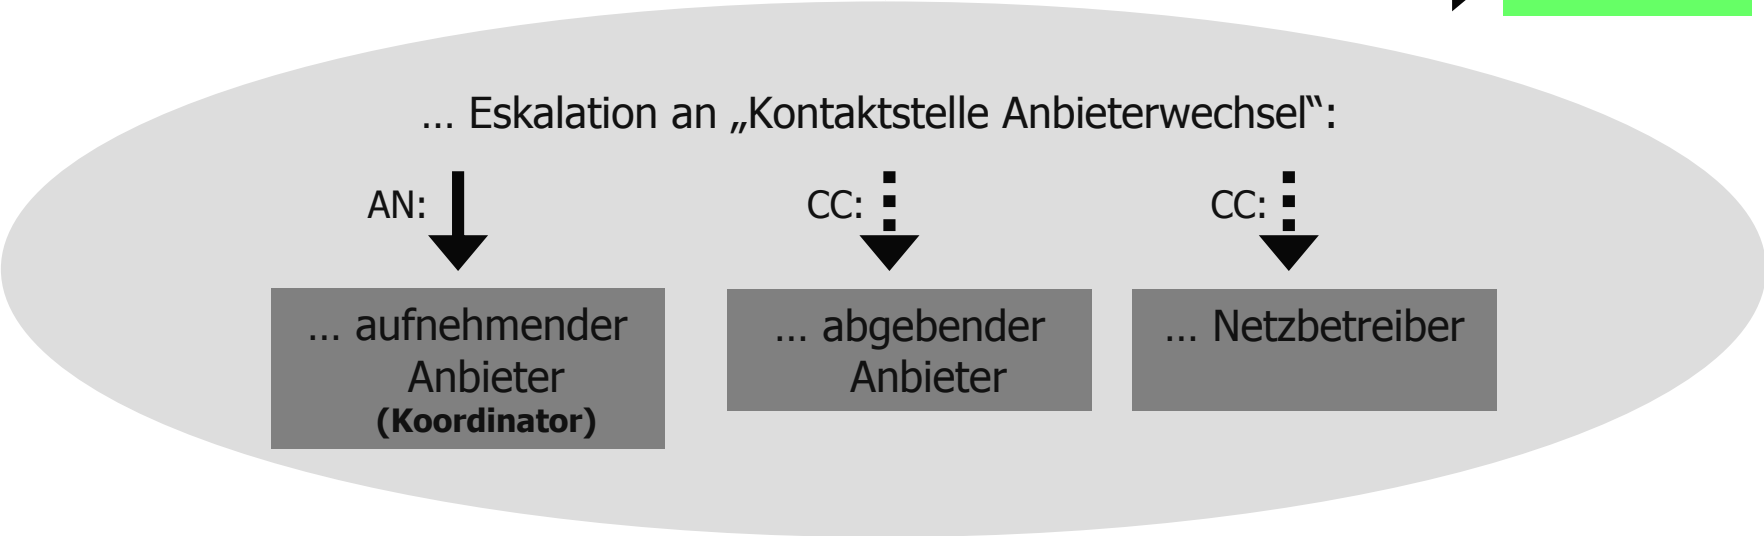 … Eskalation an „Kontaktstelle Anbieterwechsel“:
AN:
CC:
CC:
… aufnehmender
Anbieter
(Koordinator)
… abgebender
Anbieter
… Netzbetreiber